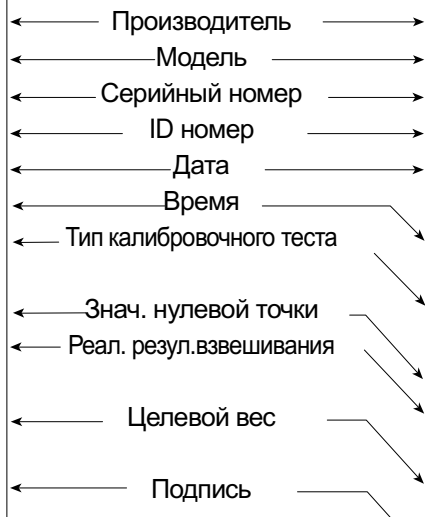 Производитель
Модель
Серийный номер
ID номер
Дата
Время
Тип калибровочного теста
Знач. нулевой точки
Реал. резул.взвешивания
Целевой вес
Подпись